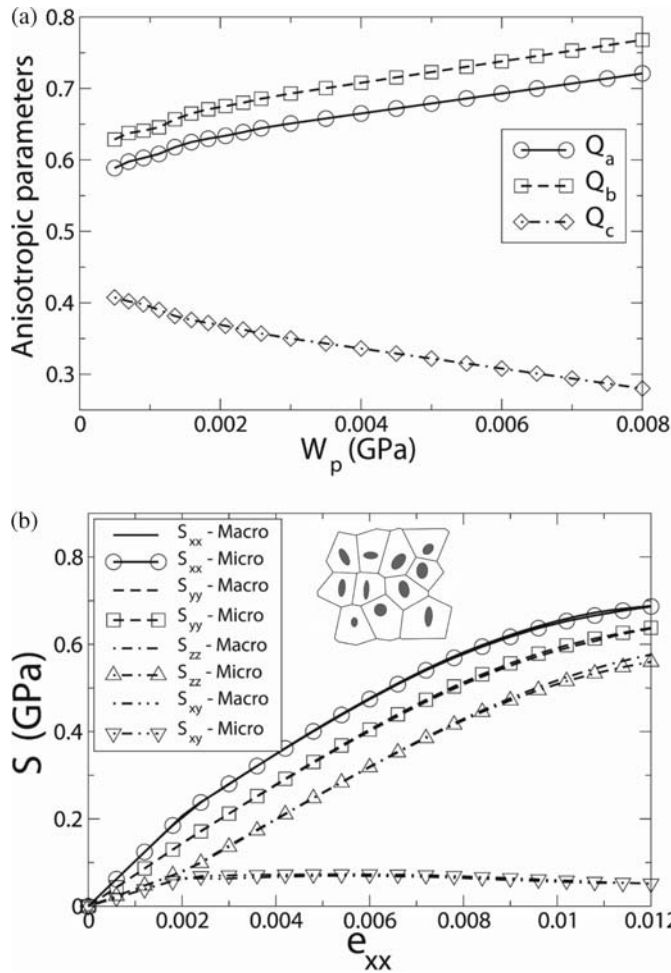 (a)
0.8
0.7
0.6
0.5
0.4
0.3
Anisotropic parameters
Q_a
Q_b
Q_c
0 0.002 0.004 0.006 0.008
W_p (GPa)
(b)
S_xx - Macro
S_xx - Micro
S_yy - Macro
S_yy - Micro
S_zz - Macro
S_zz - Micro
S_xy - Macro
S_xy - Micro
0.8
0.6
0.4
0.2
0
S (GPa)
0 0.002 0.004 0.006 0.008 0.01 0.012
e_xx